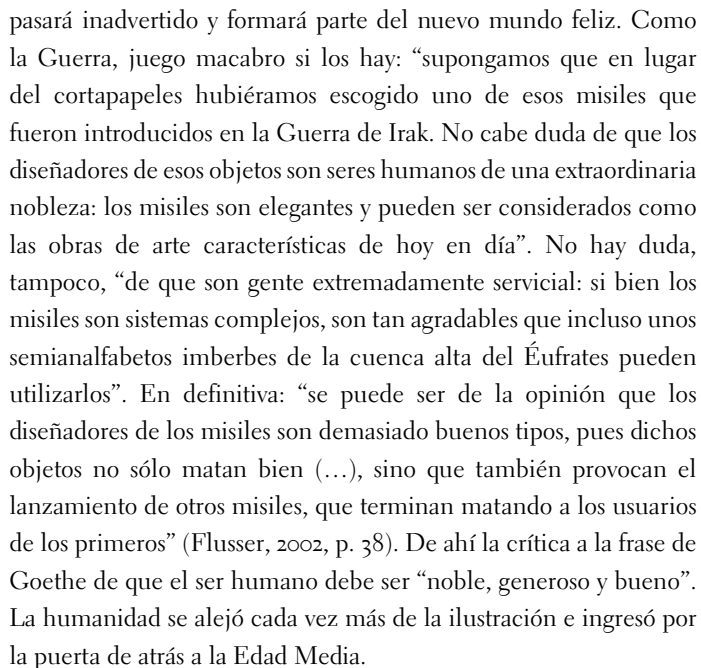 pasará inadvertido y formará parte del nuevo mundo feliz. Como
la Guerra, juego macabro si los hay: “supongamos que en lugar
del cortapapeles hubiéramos escogido uno de esos misiles que
fueron introducidos en la Guerra de Irak. No cabe duda de que los
diseñadores de esos objetos son seres humanos de una extraordinaria
nobleza: los misiles son elegantes y pueden ser considerados como
las obras de arte características de hoy en día”. No hay duda,
tampoco, “de que son gente extremadamente servicial: si bien los
misiles son sistemas complejos, son tan agradables que incluso unos
semianalfabetos imberbes de la cuenca alta del Éufrates pueden
utilizarlos”. En definitiva: “se puede ser de la opinión que los
diseñadores de los misiles son demasiado buenos tipos, pues dichos
objetos no sólo matan bien (…), sino que también provocan el
lanzamiento de otros misiles, que terminan matando a los usuarios
de los primeros” (Flusser, 2002, p. 38). De ahí la crítica a la frase de
Goethe de que el ser humano debe ser “noble, generoso y bueno”.
La humanidad se alejó cada vez más de la ilustración e ingresó por
la puerta de atrás a la Edad Media.